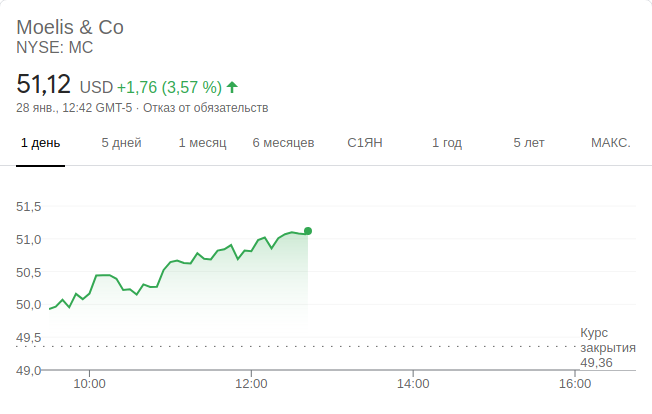 Moelis & Co
NYSE: MC
51,12 USD +1,76 (3,57 %)
28 янв., 12:42 GMT-5 · Отказ от обязательств
1 день 5 дней 1 месяц 6 месяцев С1ЯН 1 год 5 лет МАКС.
51,5
51,0
50,5
50,0
49,5
49,0
Курс
закрытия
49,36
10:00 12:00 14:00 16:00